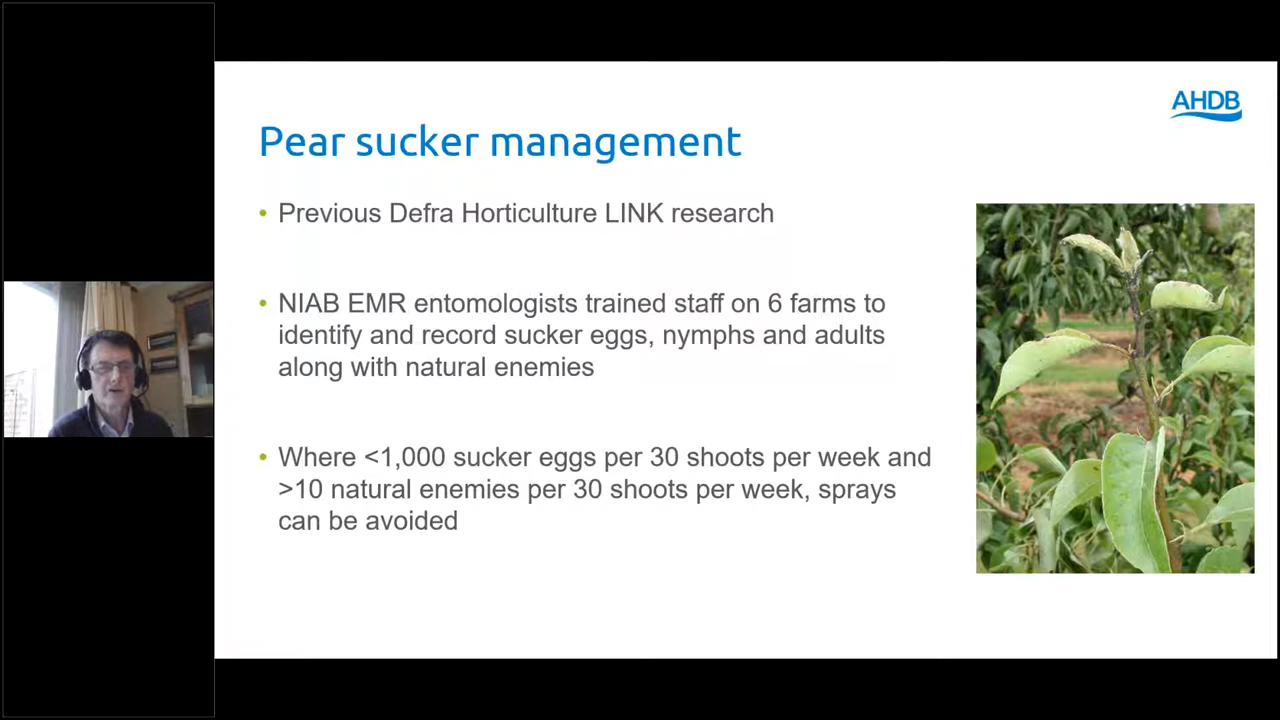 AHDB
Pear sucker management
• Previous Defra Horticulture LINK research
• NIAB EMR entomologists trained staff on 6 farms to
identify and record sucker eggs, nymphs and adults
along with natural enemies
• Where <1,000 sucker eggs per 30 shoots per week and
>10 natural enemies per 30 shoots per week, sprays
can be avoided